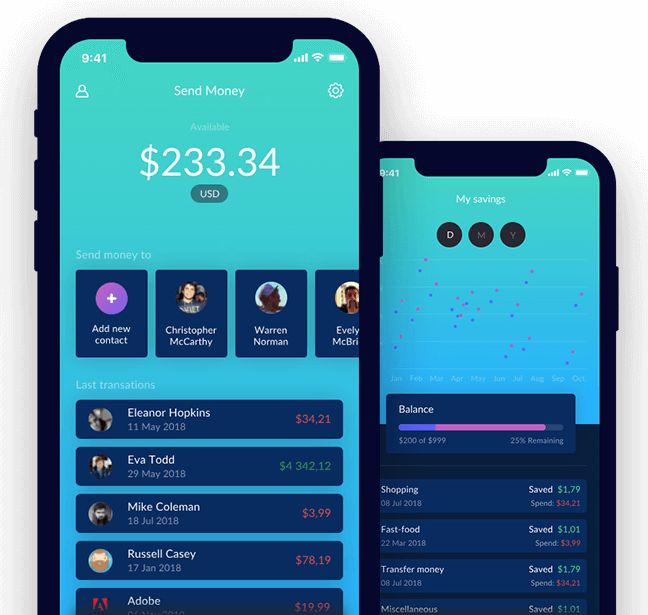 9:41
Send Money
Available
$233.34
USD
Send money to
Add new
contact
Christopher
McCarthy
Warren
Norman
Evely
McBri
Last transations
Eleanor Hopkins
11 May 2018
$34,21
Eva Todd
29 May 2018
$4 342,12
Mike Coleman
18 Jul 2018
$3,99
Russell Casey
17 Jan 2018
$78,19
Adobe
$19,99
9:41
My savings
D M Y
Jan Feb Mar Apr May Jun Jul Aug Sep Oct
Balance
$200 of $999 25% Remaining
Shopping Saved $1,79
08 Jul 2018 Spend: $34,21
Fast-food Saved $1,01
22 Mar 2018 Spend: $3,99
Transfer money Saved $1,79
08 Jul 2018 Spend: $34,21
Miscellaneous Saved $1,01